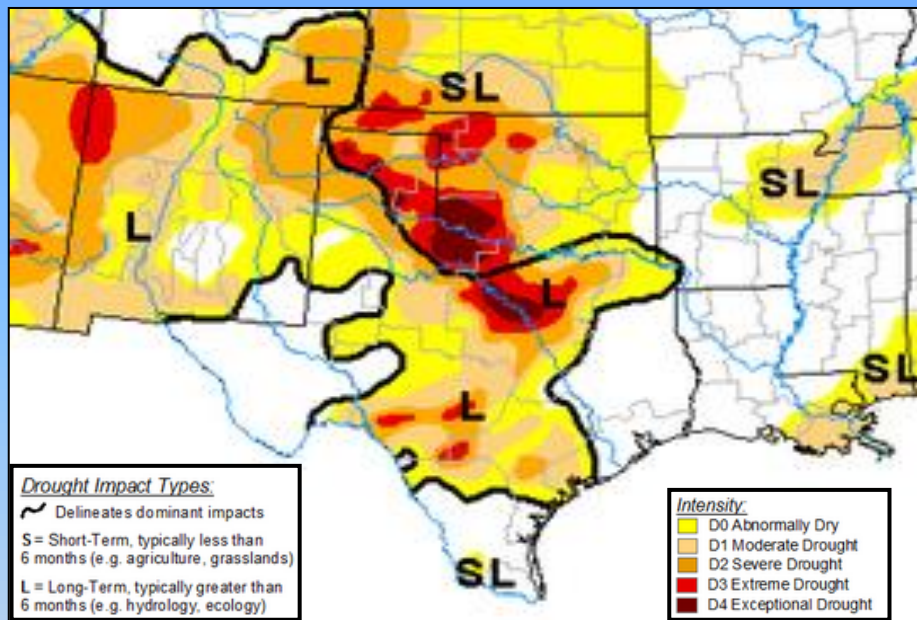 L
SL
SL
L
L
SL
L
SL
Drought Impact Types:
Delineates dominant impacts
S = Short-Term, typically less than
6 months (e.g. agriculture, grasslands)
L = Long-Term, typically greater than
6 months (e.g. hydrology, ecology)
Intensity:
D0 Abnormally Dry
D1 Moderate Drought
D2 Severe Drought
D3 Extreme Drought
D4 Exceptional Drought